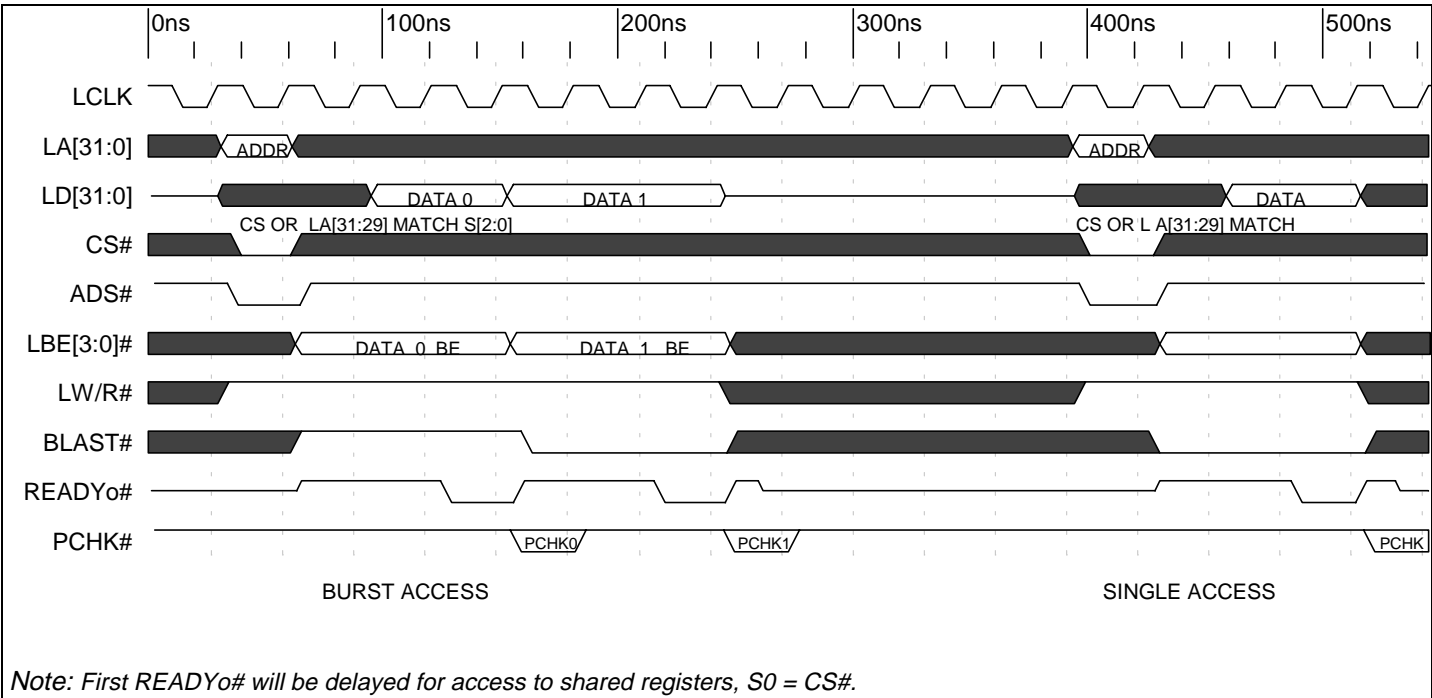 0ns 100ns 200ns 300ns 400ns 500ns
LCLK
LA[31:0] ADDR ADDR
LD[31:0] DATA 0 DATA 1 DATA
CS OR LA[31:29] MATCH S[2:0] CS OR L A[31:29] MATCH
CS#
ADS#
LBE[3:0]# DATA 0 BE DATA 1 BE
LW/R#
BLAST#
READYo#
PCHK# PCHK0 PCHK1 PCHK
BURST ACCESS SINGLE ACCESS
Note: First READYo# will be delayed for access to shared registers, S0 = CS#.